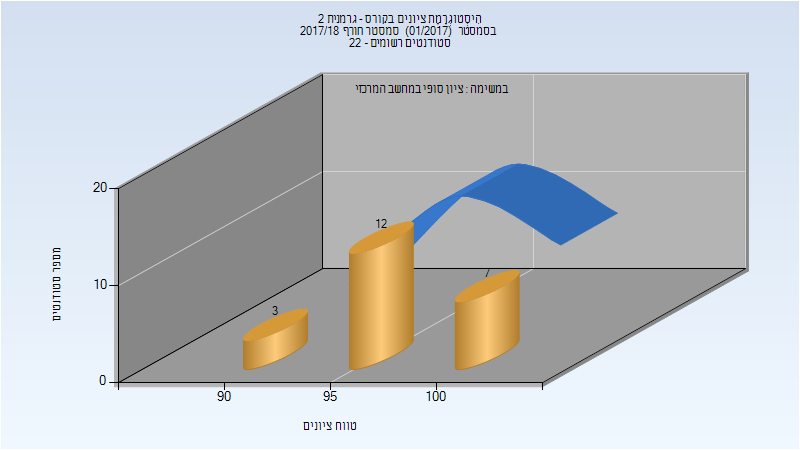 היסטוגרמת ציונים בקורס - גרמנית 2
בסמסטר (01/2017) סמסטר חורף 2017/18
סטודנטים רשומים - 22
במשימה : ציון סופי במחשב המרכזי
20
10
0
מספר סטודנטים
3
12
7
90
95
100
טווח ציונים